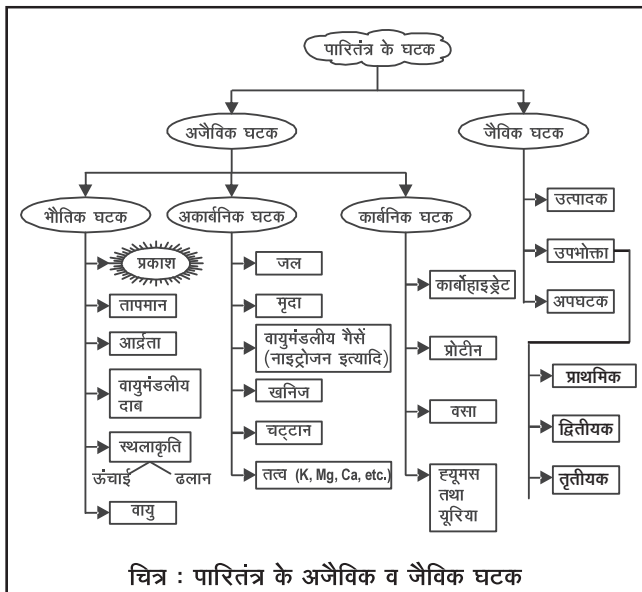 पारितंत्र के घटक
अजैविक घटक
जैविक घटक
भौतिक घटक
अकार्बनिक घटक
कार्बनिक घटक
प्रकाश
तापमान
आर्द्रता
वायुमंडलीय
दाब
स्थलाकृति
ऊंचाई ढलान
वायु
जल
मृदा
वायुमंडलीय गैसें
(नाइट्रोजन इत्यादि)
खनिज
चट्टान
तत्व (K, Mg, Ca, etc.)
कार्बोहाइड्रेट
प्रोटीन
वसा
ह्यूमस
तथा
यूरिया
उत्पादक
उपभोक्ता
अपघटक
प्राथमिक
द्वितीयक
तृतीयक
चित्र : पारितंत्र के अजैविक व जैविक घटक